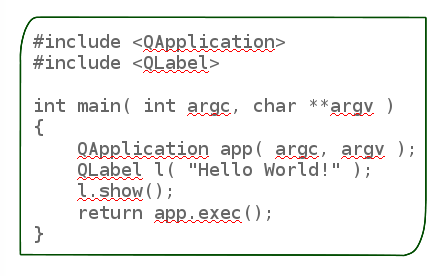 #include <QApplication>
#include <QLabel>

int main( int argc, char **argv )
{
    QApplication app( argc, argv );
    QLabel l( "Hello World!" );
    l.show();
    return app.exec();
}